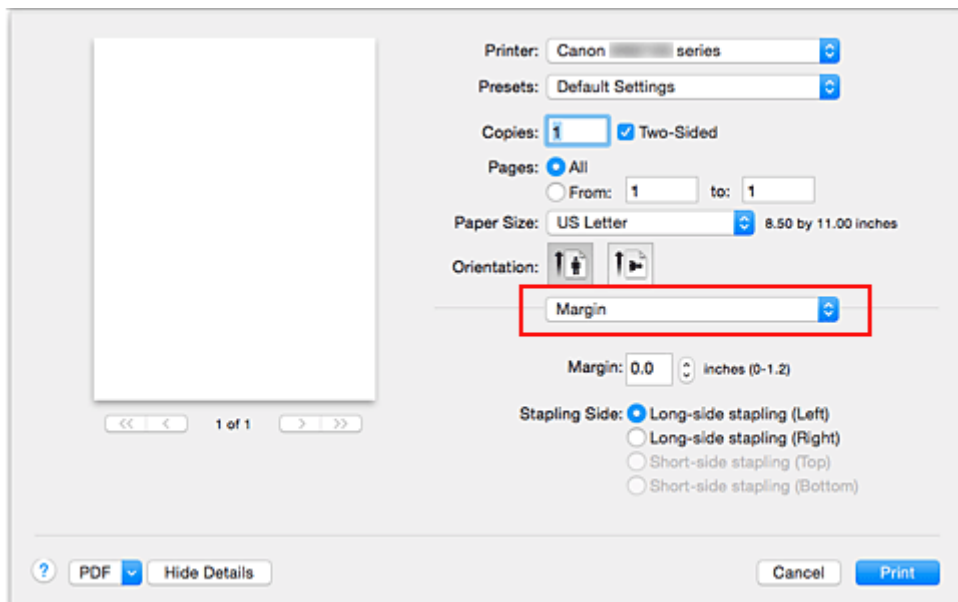 Printer: Canon series
Presets: Default Settings
Copies: 1 Two-Sided
Pages: All
From: 1 to: 1
Paper Size: US Letter 8.50 by 11.00 inches
Orientation:
Margin
Margin: 0.0 inches (0-1.2)
Stapling Side: Long-side stapling (Left)
Long-side stapling (Right)
Short-side stapling (Top)
Short-side stapling (Bottom)
<< < 1 of 1 > >>
? PDF Hide Details Cancel Print